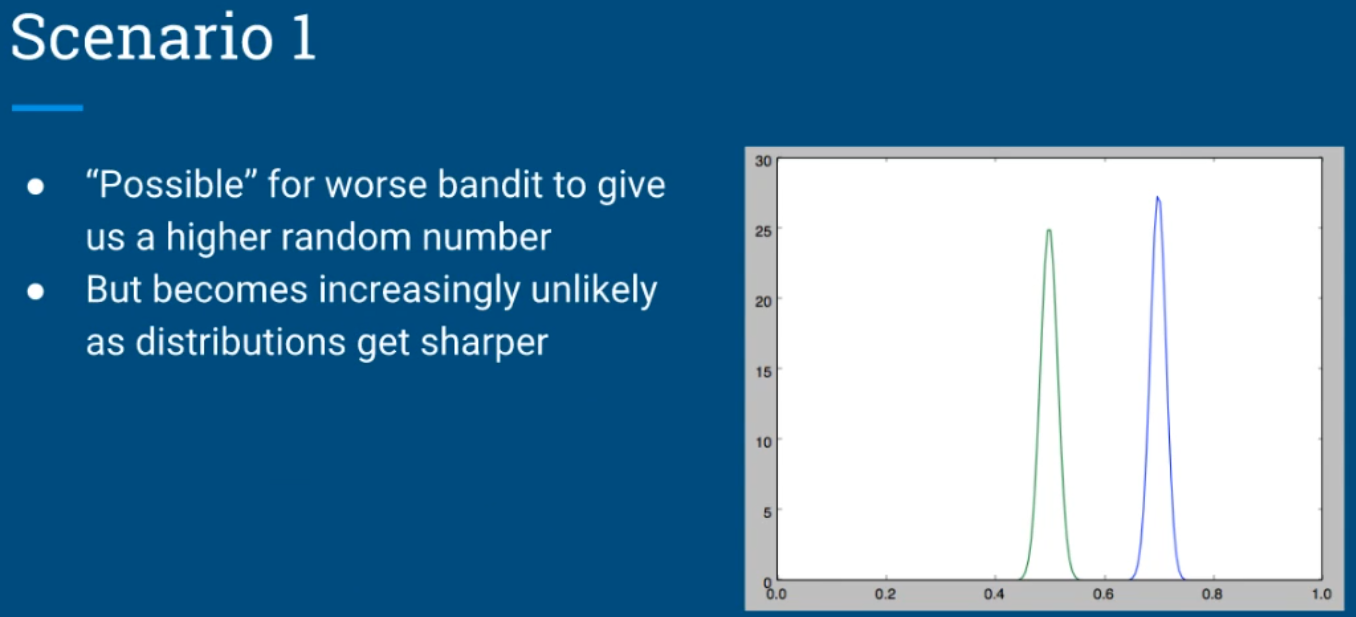 Scenario 1
● “Possible” for worse bandit to give
us a higher random number
● But becomes increasingly unlikely
as distributions get sharper
30
25
20
15
10
5
0
0.0 0.2 0.4 0.6 0.8 1.0